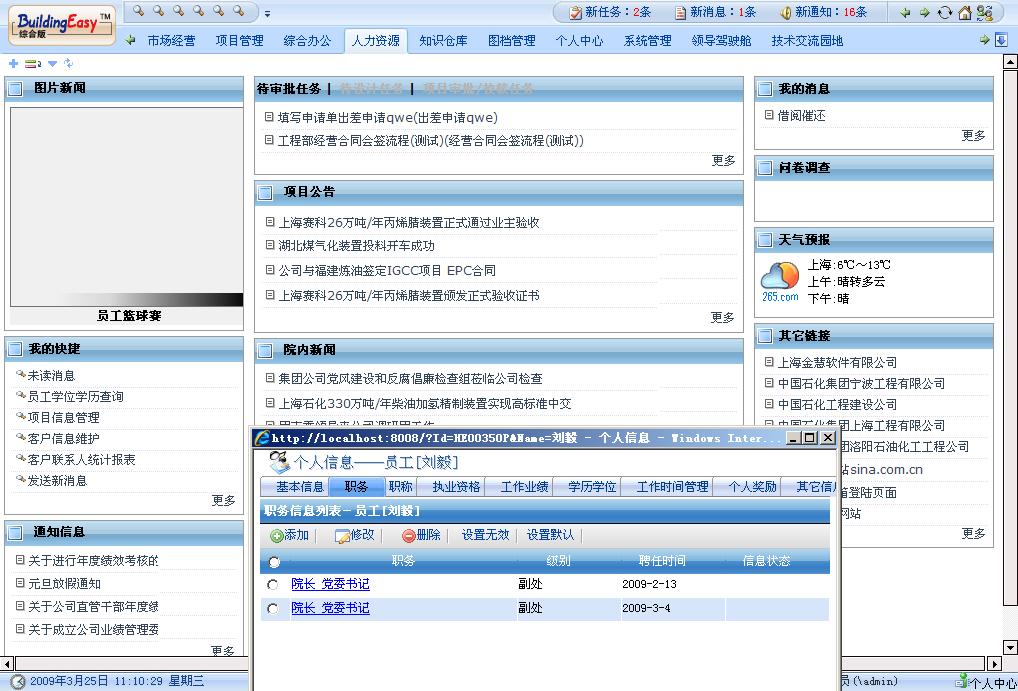 BuildingEasy™
综合版
新任务：2条 新消息：1条 新通知：16条
市场经营 项目管理 综合办公 人力资源 知识仓库 图档管理 个人中心 系统管理 领导驾驶舱 技术交流园地
图片新闻
员工篮球赛
我的快捷
未读消息
员工学位学历查询
项目信息管理
客户信息维护
客户联系人统计报表
发送新消息
更多
通知信息
关于进行年度绩效考核的
元旦放假通知
关于公司直管干部年度绩
关于成立公司业绩管理委
更多
待审批任务 | 待设计任务 | 项目审批/校核任务
填写申请单出差申请qwe(出差申请qwe)
工程部经营合同会签流程(测试)(经营合同会签流程(测试))
更多
项目公告
上海赛科26万吨/年丙烯腈装置正式通过业主验收
湖北煤气化装置投料开车成功
公司与福建炼油签定IGCC项目 EPC合同
上海赛科26万吨/年丙烯腈装置颁发正式验收证书
更多
院内新闻
集团公司党风建设和反腐倡廉检查组莅临公司检查
上海石化330万吨/年柴油加氢精制装置实现高标准中交
我的消息
借阅催还
更多
问卷调查
天气预报
上海:6℃～13℃
上午:晴转多云
下午:晴
265.com
其它链接
上海金慧软件有限公司
中国石化集团宁波工程有限公司
中国石化工程建设公司
中国石化集团上海工程有限公司
团洛阳石油化工工程公司
站sina.com.cn
箱登陆页面
网站
更多
http://localhost:8008/?Id=HE00350P&Name=刘毅 - 个人信息 - Windows Inter...
个人信息——员工[刘毅]
基本信息 职务 职称 执业资格 工作业绩 学历学位 工作时间管理 个人奖励 其它信
职务信息列表－员工[刘毅]
添加 修改 删除 设置无效 设置默认
职务 级别 聘任时间 信息状态
院长 党委书记 副处 2009-2-13
院长 党委书记 副处 2009-3-4
2009年3月25日 11:10:29 星期三
员(\admin) 个人中心